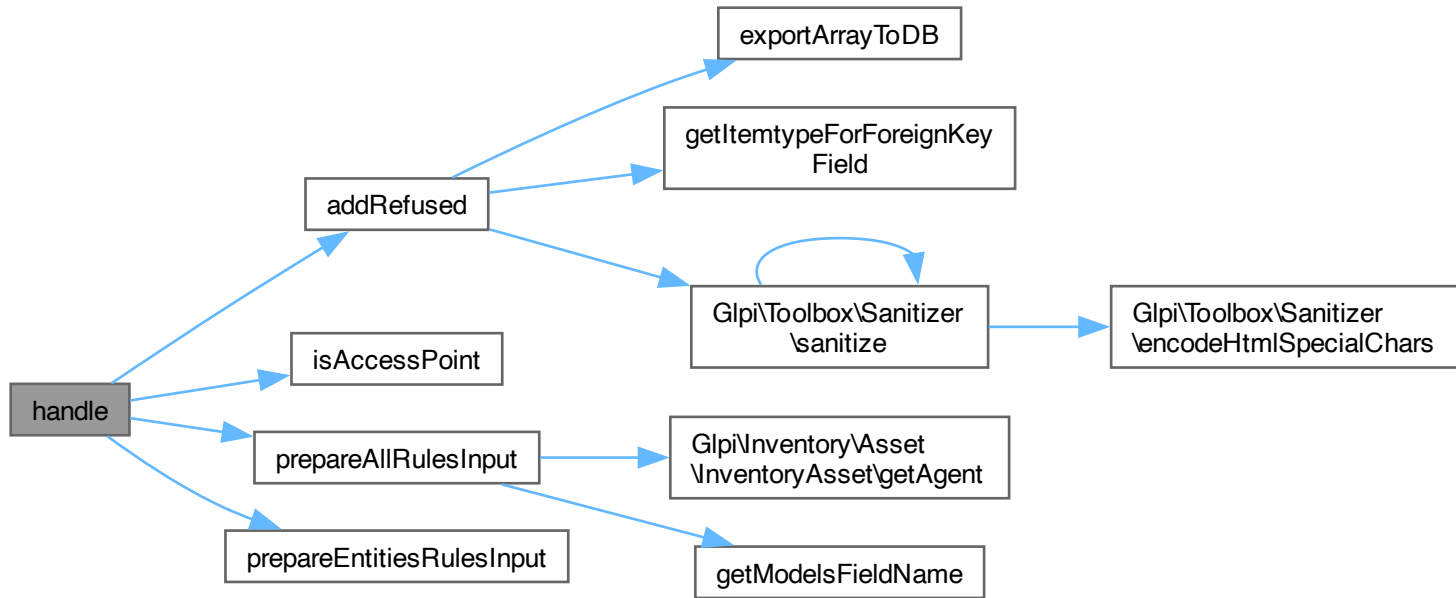 exportArrayToDB
getItemtypeForForeignKey
Field
addRefused
Glpi\Toolbox\Sanitizer
\sanitize
Glpi\Toolbox\Sanitizer
\encodeHtmlSpecialChars
isAccessPoint
handle
prepareAllRulesInput
Glpi\Inventory\Asset
\InventoryAsset\getAgent
prepareEntitiesRulesInput
getModelsFieldName